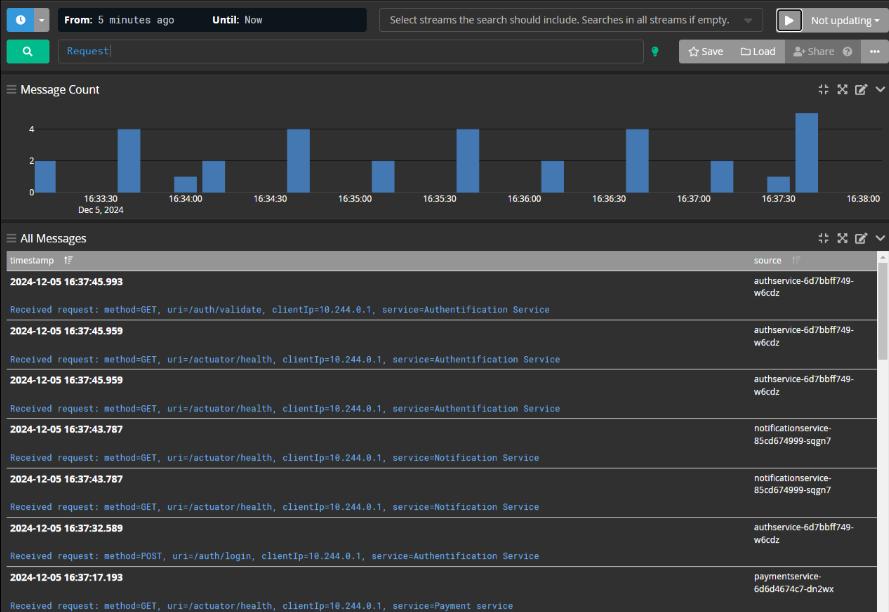 From: 5 minutes ago Until: Now Select streams the search should include. Searches in all streams if empty. Not updating
Request Save Load Share ...
Message Count
4
2
0
16:33:30 16:34:00 16:34:30 16:35:00 16:35:30 16:36:00 16:36:30 16:37:00 16:37:30 16:38:00
Dec 5, 2024
All Messages
timestamp source
2024-12-05 16:37:45.993 authservice-6d7bbff749-
w6cdz
Received request: method=GET, uri=/auth/validate, clientIp=10.244.0.1, service=Authentification Service
2024-12-05 16:37:45.959 authservice-6d7bbff749-
w6cdz
Received request: method=GET, uri=/actuator/health, clientIp=10.244.0.1, service=Authentification Service
2024-12-05 16:37:45.959 authservice-6d7bbff749-
w6cdz
Received request: method=GET, uri=/actuator/health, clientIp=10.244.0.1, service=Authentification Service
2024-12-05 16:37:43.787 notificationservice-
85cd674999-sqgn7
Received request: method=GET, uri=/actuator/health, clientIp=10.244.0.1, service=Notification Service
2024-12-05 16:37:43.787 notificationservice-
85cd674999-sqgn7
Received request: method=GET, uri=/actuator/health, clientIp=10.244.0.1, service=Notification Service
2024-12-05 16:37:32.589 authservice-6d7bbff749-
w6cdz
Received request: method=POST, uri=/auth/login, clientIp=10.244.0.1, service=Authentification Service
2024-12-05 16:37:17.193 paymentservice-
6d6d4674c7-dn2wx
Received request: method=GET, uri=/actuator/health, clientIp=10.244.0.1, service=Payment service